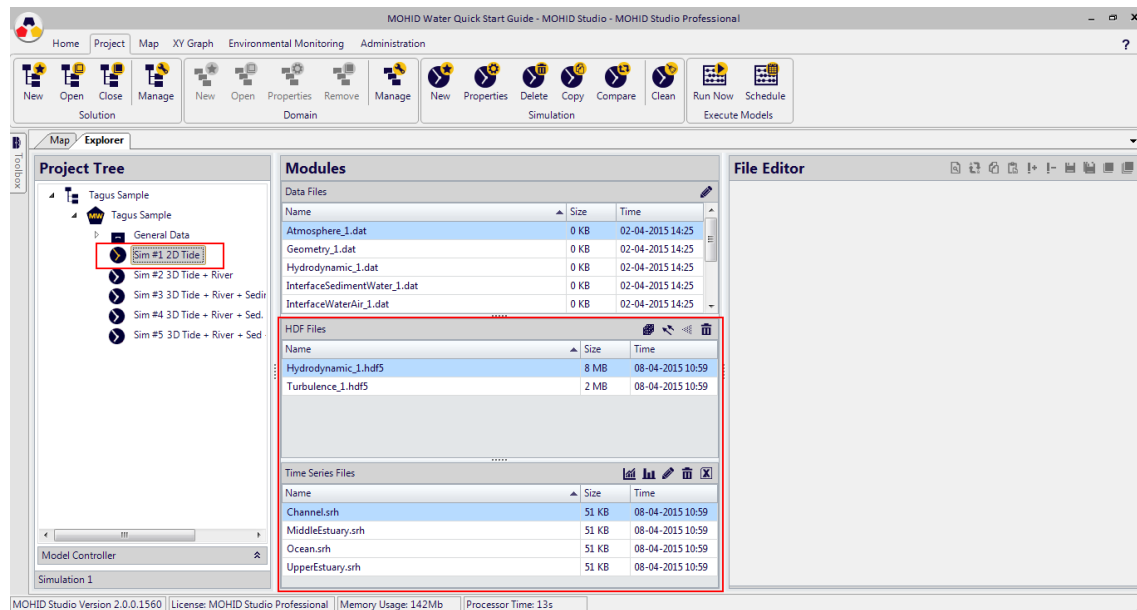 MOHID Water Quick Start Guide - MOHID Studio - MOHID Studio Professional
Home Project Map XY Graph Environmental Monitoring Administration ?
New Open Close Manage New Open Properties Remove Manage New Properties Delete Copy Compare Clean Run Now Schedule
Solution Domain Simulation Execute Models
Toolbox
Map Explorer
Project Tree
Tagus Sample
MW Tagus Sample
General Data
Sim #1 2D Tide
Sim #2 3D Tide + River
Sim #3 3D Tide + River + Sedir
Sim #4 3D Tide + River + Sed.
Sim #5 3D Tide + River + Sed
Model Controller
Simulation 1
Modules
Data Files
Name Size Time
Atmosphere_1.dat 0 KB 02-04-2015 14:25
Geometry_1.dat 0 KB 02-04-2015 14:25
Hydrodynamic_1.dat 0 KB 02-04-2015 14:25
InterfaceSedimentWater_1.dat 0 KB 02-04-2015 14:25
InterfaceWaterAir_1.dat 0 KB 02-04-2015 14:25
HDF Files
Name Size Time
Hydrodynamic_1.hdf5 8 MB 08-04-2015 10:59
Turbulence_1.hdf5 2 MB 08-04-2015 10:59
Time Series Files
Name Size Time
Channel.srh 51 KB 08-04-2015 10:59
MiddleEstuary.srh 51 KB 08-04-2015 10:59
Ocean.srh 51 KB 08-04-2015 10:59
UpperEstuary.srh 51 KB 08-04-2015 10:59
File Editor
MOHID Studio Version 2.0.0.1560 License: MOHID Studio Professional Memory Usage: 142Mb Processor Time: 13s